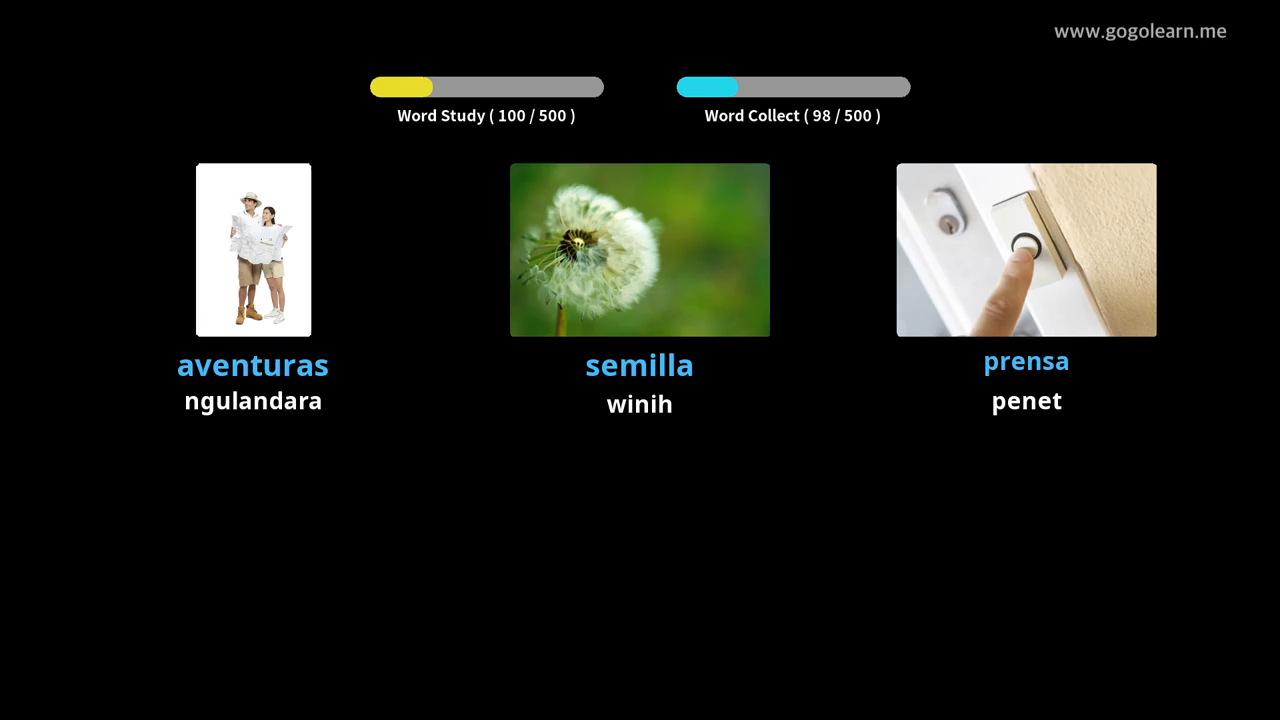 www.gogolearn.me
Word Study ( 100 / 500 )
Word Collect ( 98 / 500 )
aventuras
ngulandara
semilla
winih
prensa
penet